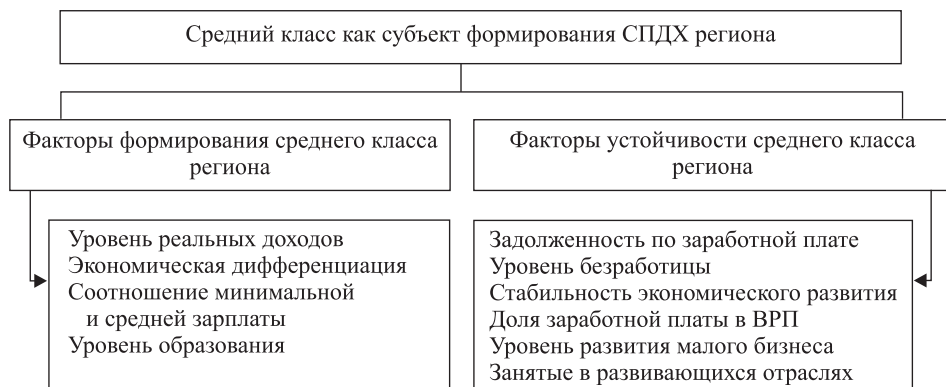 Средний класс как субъект формирования СПДХ региона
Факторы формирования среднего класса
региона
Факторы устойчивости среднего класса
региона
Уровень реальных доходов
Экономическая дифференциация
Соотношение минимальной
и средней зарплаты
Уровень образования
Задолженность по заработной плате
Уровень безработицы
Стабильность экономического развития
Доля заработной платы в ВРП
Уровень развития малого бизнеса
Занятые в развивающихся отраслях